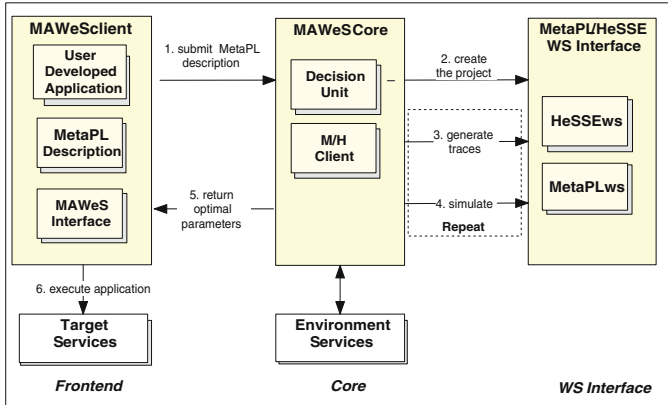 MAWeSclient
User
Developed
Application
MetaPL
Description
MAWeS
Interface
1. submit MetaPL
description
5. return
optimal
parameters
6. execute application
Target
Services
Frontend
MAWeSCore
Decision
Unit
M/H
Client
Environment
Services
Core
2. create
the project
3. generate
traces
4. simulate
Repeat
MetaPL/HeSSE
WS Interface
HeSSEws
MetaPLws
WS Interface